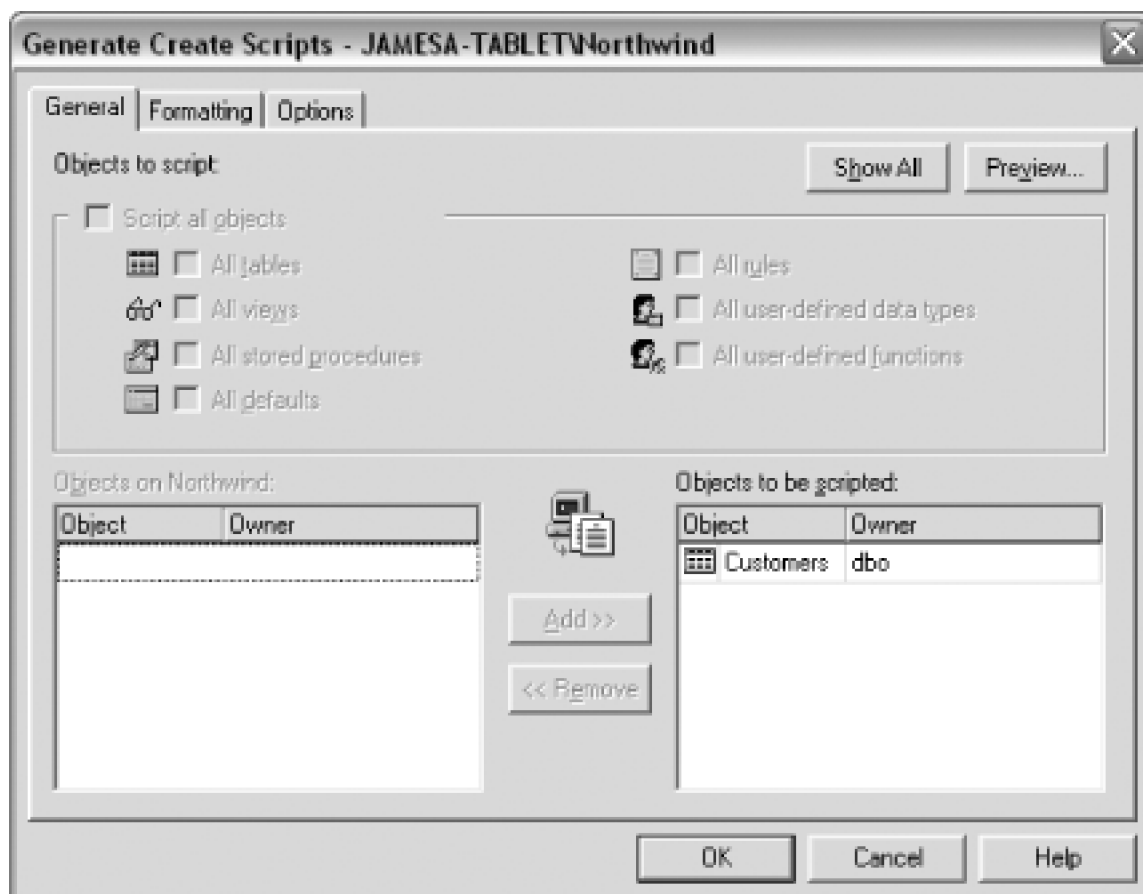 Generate Create Scripts - JAMESA-TABLET\Northwind
General Formatting Options
Objects to script:
Show All Preview...
Script all objects
All tables
All rules
All views
All user-defined data types
All stored procedures
All user-defined functions
All defaults
Objects on Northwind:
Objects to be scripted:
Object Owner
Object Owner
Customers dbo
Add >>
<< Remove
OK Cancel Help